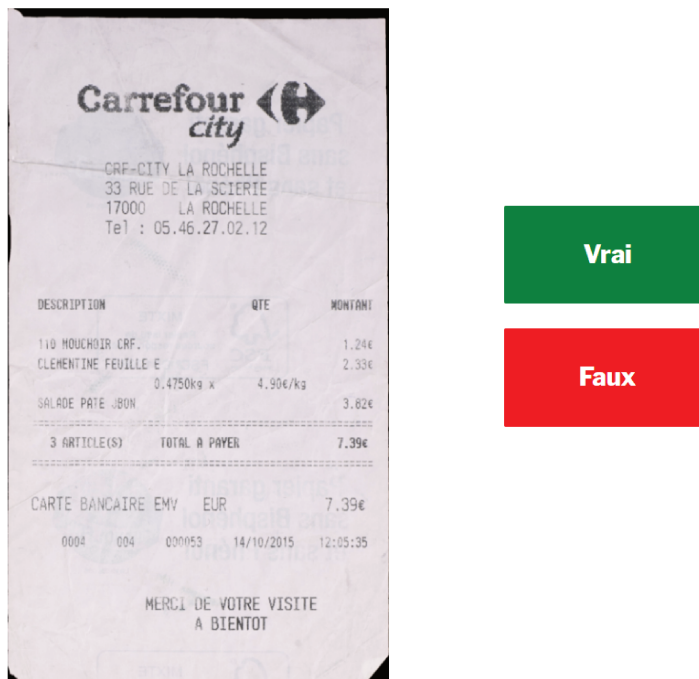 Carrefour
city
CRF-CITY LA ROCHELLE
33 RUE DE LA SCIERIE
17000 LA ROCHELLE
Tel : 05.46.27.02.12
DESCRIPTION QTE MONTANT
110 MOUCHOIR CRF. 1.24€
CLEMENTINE FEUILLE E 2.33€
0.4750kg x 4.90€/kg
SALADE PATE JBON 3.82€
3 ARTICLE(S) TOTAL A PAYER 7.39€
CARTE BANCAIRE EMV EUR 7.39€
0004 004 000053 14/10/2015 12:05:35
MERCI DE VOTRE VISITE
A BIENTOT
Vrai
Faux